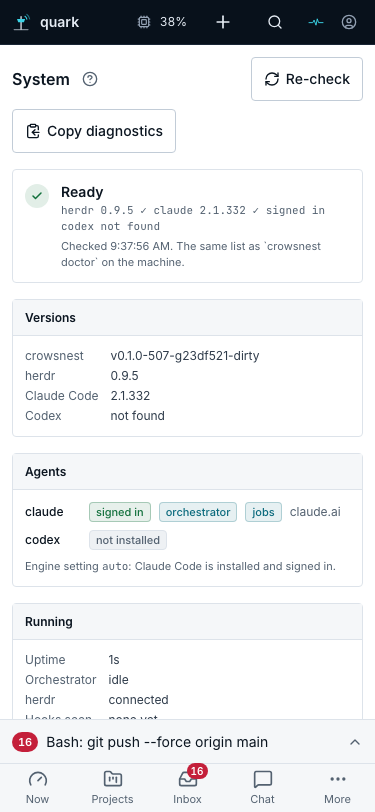 quark
38%
System
Re-check
Copy diagnostics
Ready
herdr 0.9.5 ✓ claude 2.1.332 ✓ signed in
codex not found
Checked 9:37:56 AM. The same list as `crowsnest
doctor` on the machine.
Versions
crowsnest v0.1.0-507-g23df521-dirty
herdr 0.9.5
Claude Code 2.1.332
Codex not found
Agents
claude signed in orchestrator jobs claude.ai
codex not installed
Engine setting auto: Claude Code is installed and signed in.
Running
Uptime 1s
Orchestrator idle
herdr connected
Hooks seen none yet
16 Bash: git push --force origin main
16
Now Projects Inbox Chat More